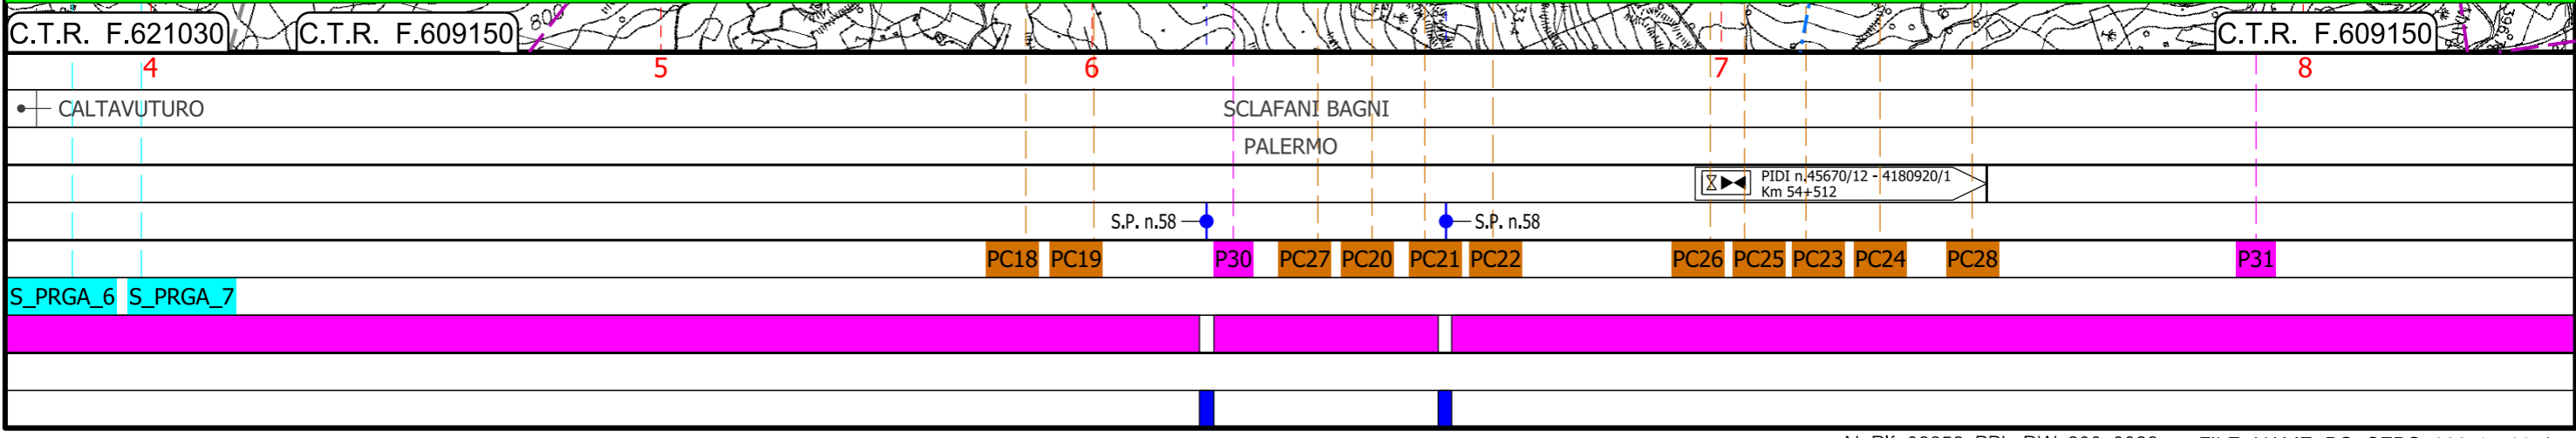 800
C.T.R. F.621030
C.T.R. F.609150
C.T.R. F.609150
4 5 6 7 8
CALTAVUTURO
SCLAFANI BAGNI
PALERMO
PIDI n.45670/12 - 4180920/1
Km 54+512
S.P. n.58
S.P. n.58
PC18 PC19 P30 PC27 PC20 PC21 PC22 PC26 PC25 PC23 PC24 PC28 P31
S_PRGA_6 S_PRGA_7